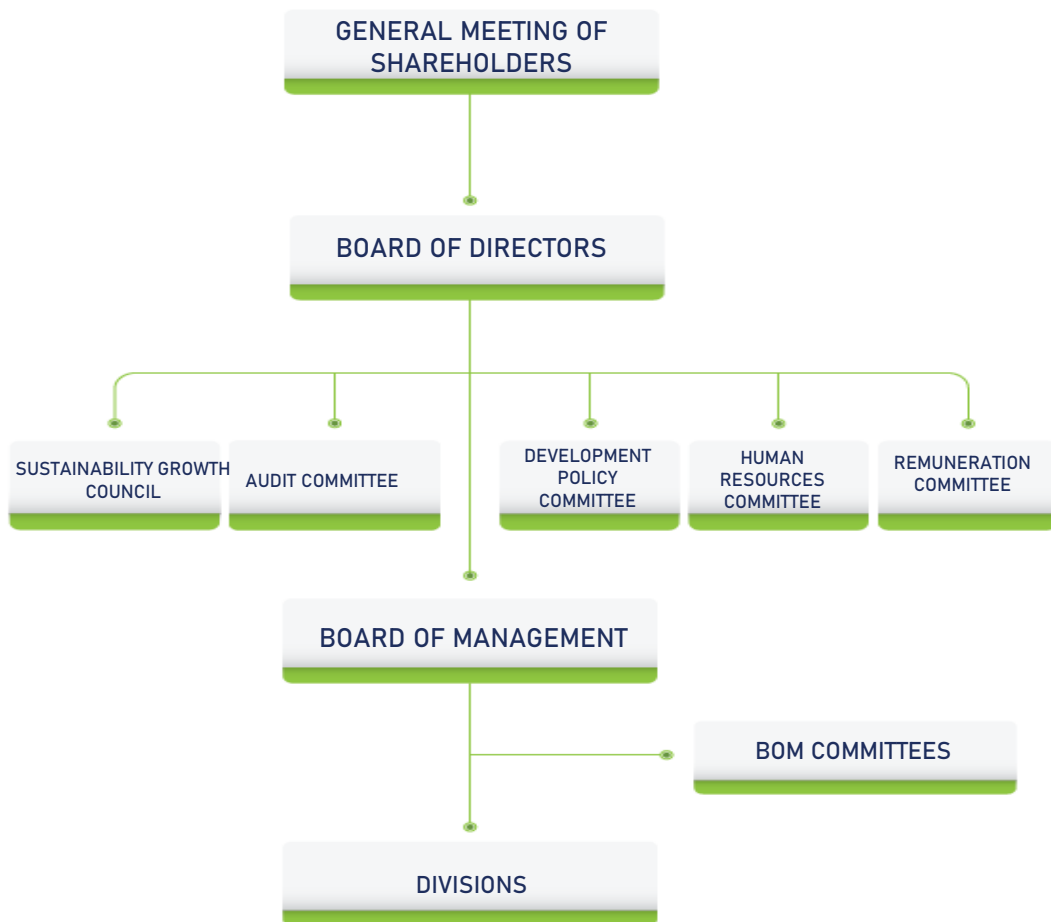 GENERAL MEETING OF
SHAREHOLDERS
BOARD OF DIRECTORS
SUSTAINABILITY GROWTH
COUNCIL
AUDIT COMMITTEE
DEVELOPMENT
POLICY
COMMITTEE
HUMAN
RESOURCES
COMMITTEE
REMUNERATION
COMMITTEE
BOARD OF MANAGEMENT
BOM COMMITTEES
DIVISIONS